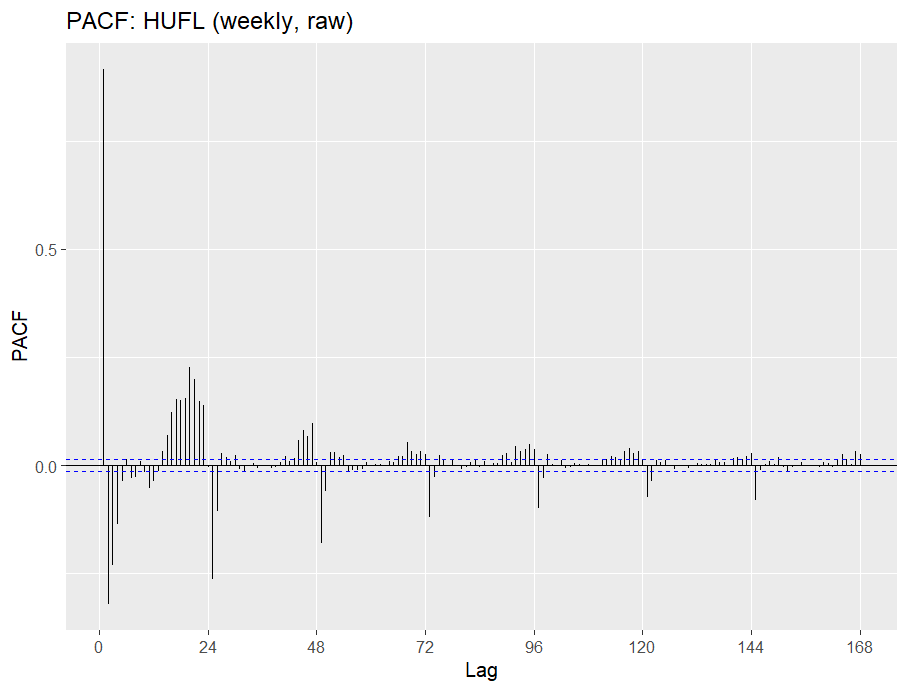 PACF: HUFL (weekly, raw)
PACF
0.5
0.0
0 24 48 72 96 120 144 168
Lag